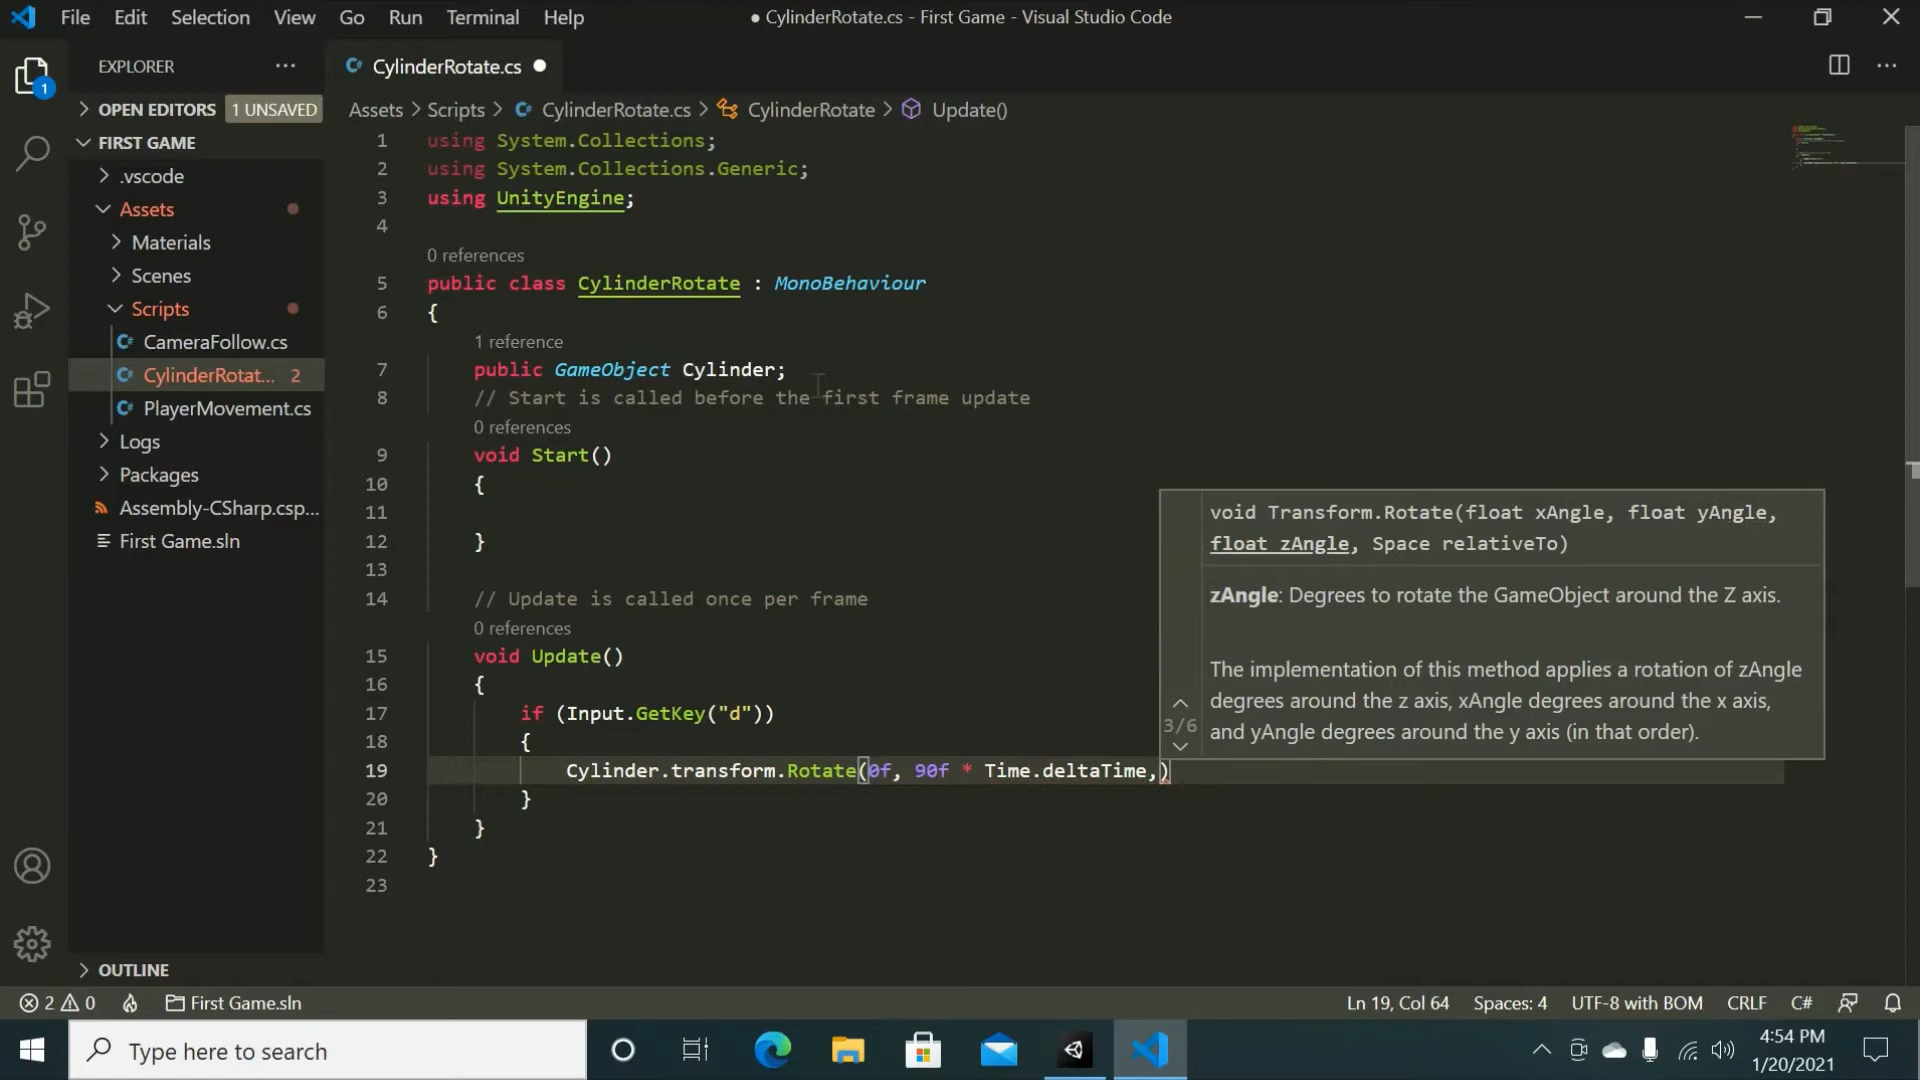 File Edit Selection View Go Run Terminal Help
● CylinderRotate.cs - First Game - Visual Studio Code
1
EXPLORER
OPEN EDITORS 1 UNSAVED
FIRST GAME
.vscode
Assets
Materials
Scenes
Scripts
CameraFollow.cs
CylinderRotat... 2
PlayerMovement.cs
Logs
Packages
Assembly-CSharp.csp...
First Game.sln
OUTLINE
CylinderRotate.cs ●
Assets > Scripts > CylinderRotate.cs > CylinderRotate > Update()
1 using System.Collections;
2 using System.Collections.Generic;
3 using UnityEngine;
4
0 references
5 public class CylinderRotate : MonoBehaviour
6 {
1 reference
7 public GameObject Cylinder;
8 // Start is called before the first frame update
0 references
9 void Start()
10 {
11
12 }
13
14 // Update is called once per frame
0 references
15 void Update()
16 {
17 if (Input.GetKey("d"))
18 {
19 Cylinder.transform.Rotate(0f, 90f * Time.deltaTime,)
20 }
21 }
22 }
23
void Transform.Rotate(float xAngle, float yAngle,
float zAngle, Space relativeTo)
zAngle: Degrees to rotate the GameObject around the Z axis.
The implementation of this method applies a rotation of zAngle
degrees around the z axis, xAngle degrees around the x axis,
and yAngle degrees around the y axis (in that order).
3/6
2 0 First Game.sln Ln 19, Col 64 Spaces: 4 UTF-8 with BOM CRLF C#
Type here to search
4:54 PM
1/20/2021